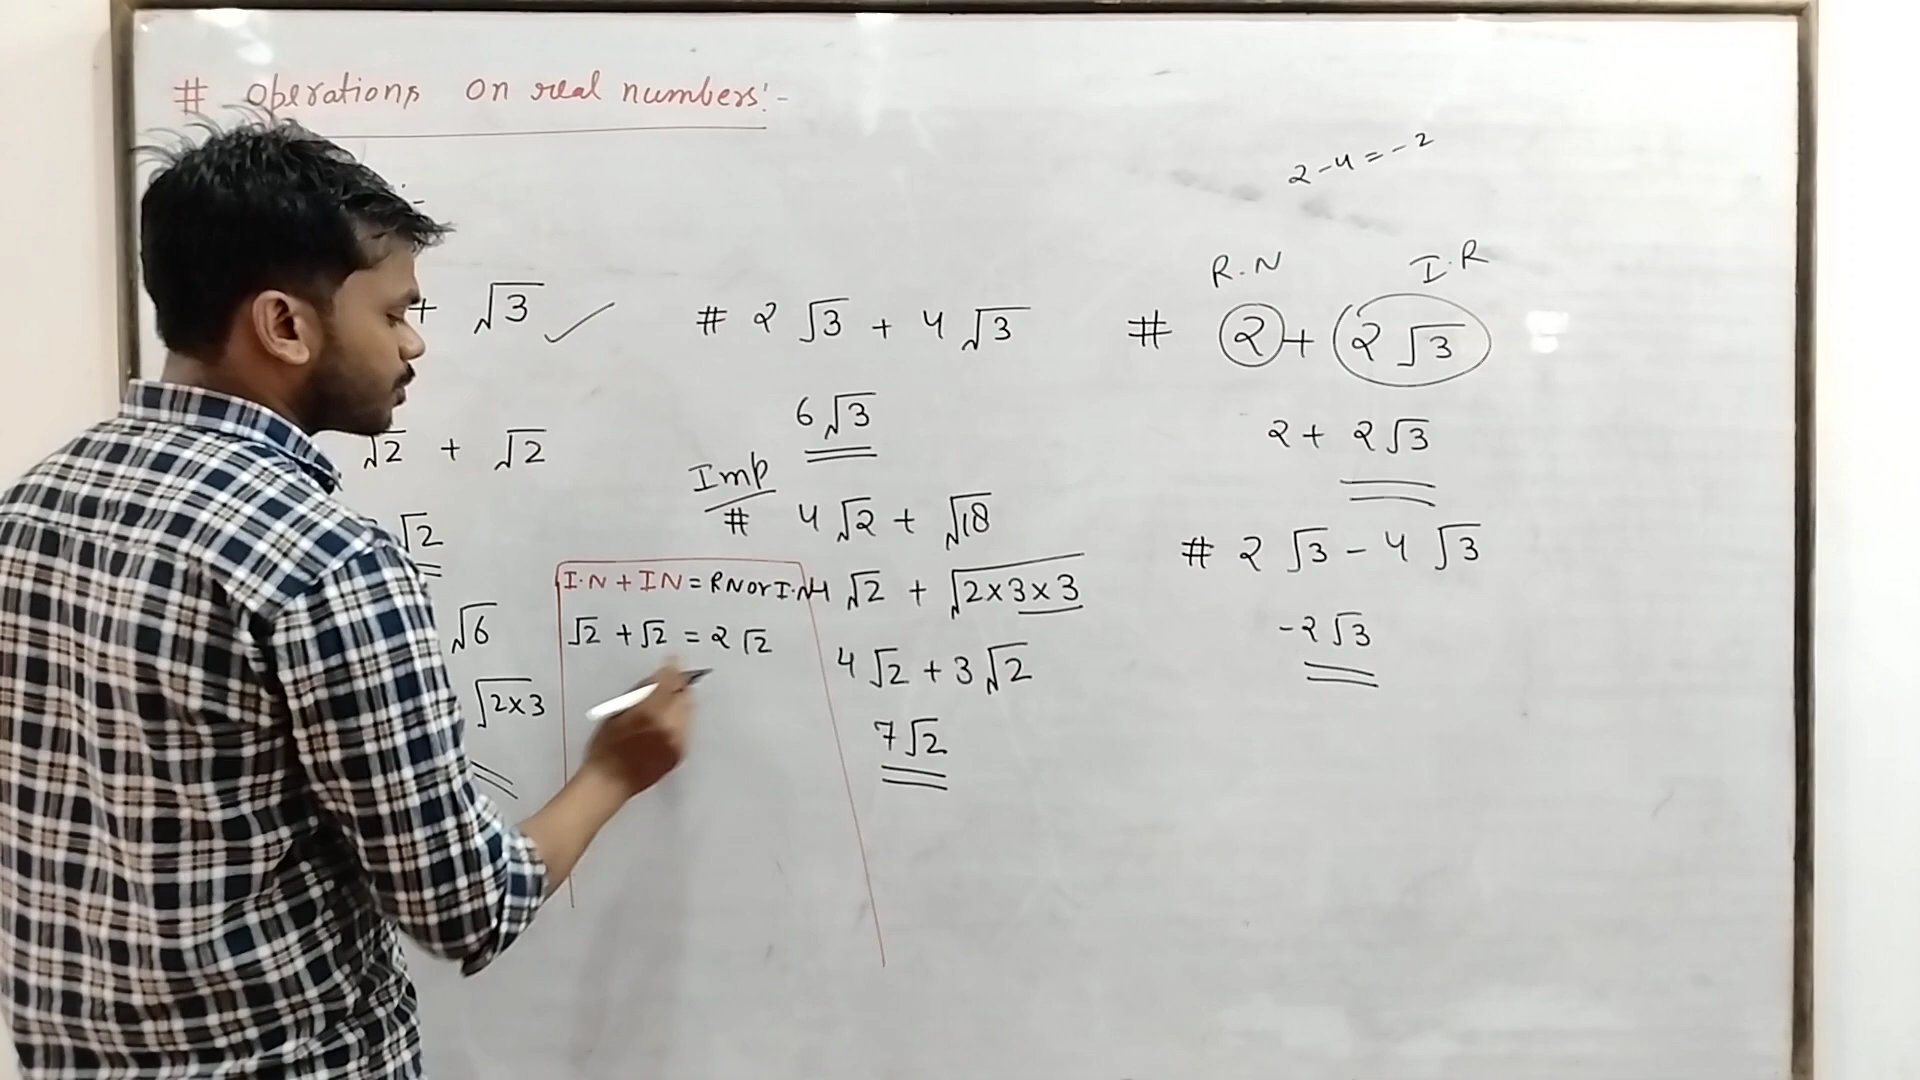 # Operations on real numbers:-
+ √3 ✓
√2 + √2
√2
√6
√2×3
# 2 √3 + 4 √3
6 √3
Imp
# 4 √2 + √18
4 √2 + √2×3×3
4 √2 + 3 √2
7 √2
I.N + IN = RN or I.N
√2 + √2 = 2 √2
2 - 4 = - 2
R.N I.R
# 2 + 2 √3
2 + 2 √3
# 2 √3 - 4 √3
-2 √3